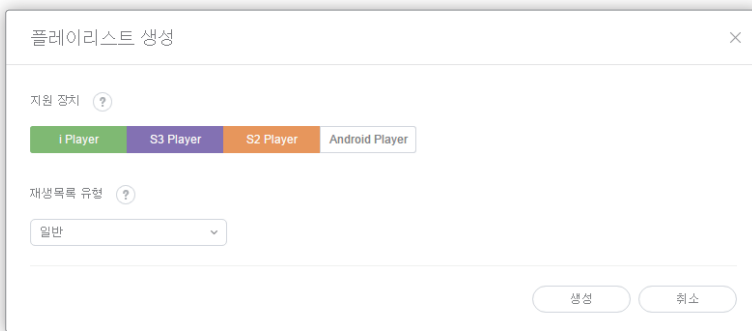 플레이리스트 생성
지원 장치 ?
i Player S3 Player S2 Player Android Player
재생목록 유형 ?
일반
생성 취소